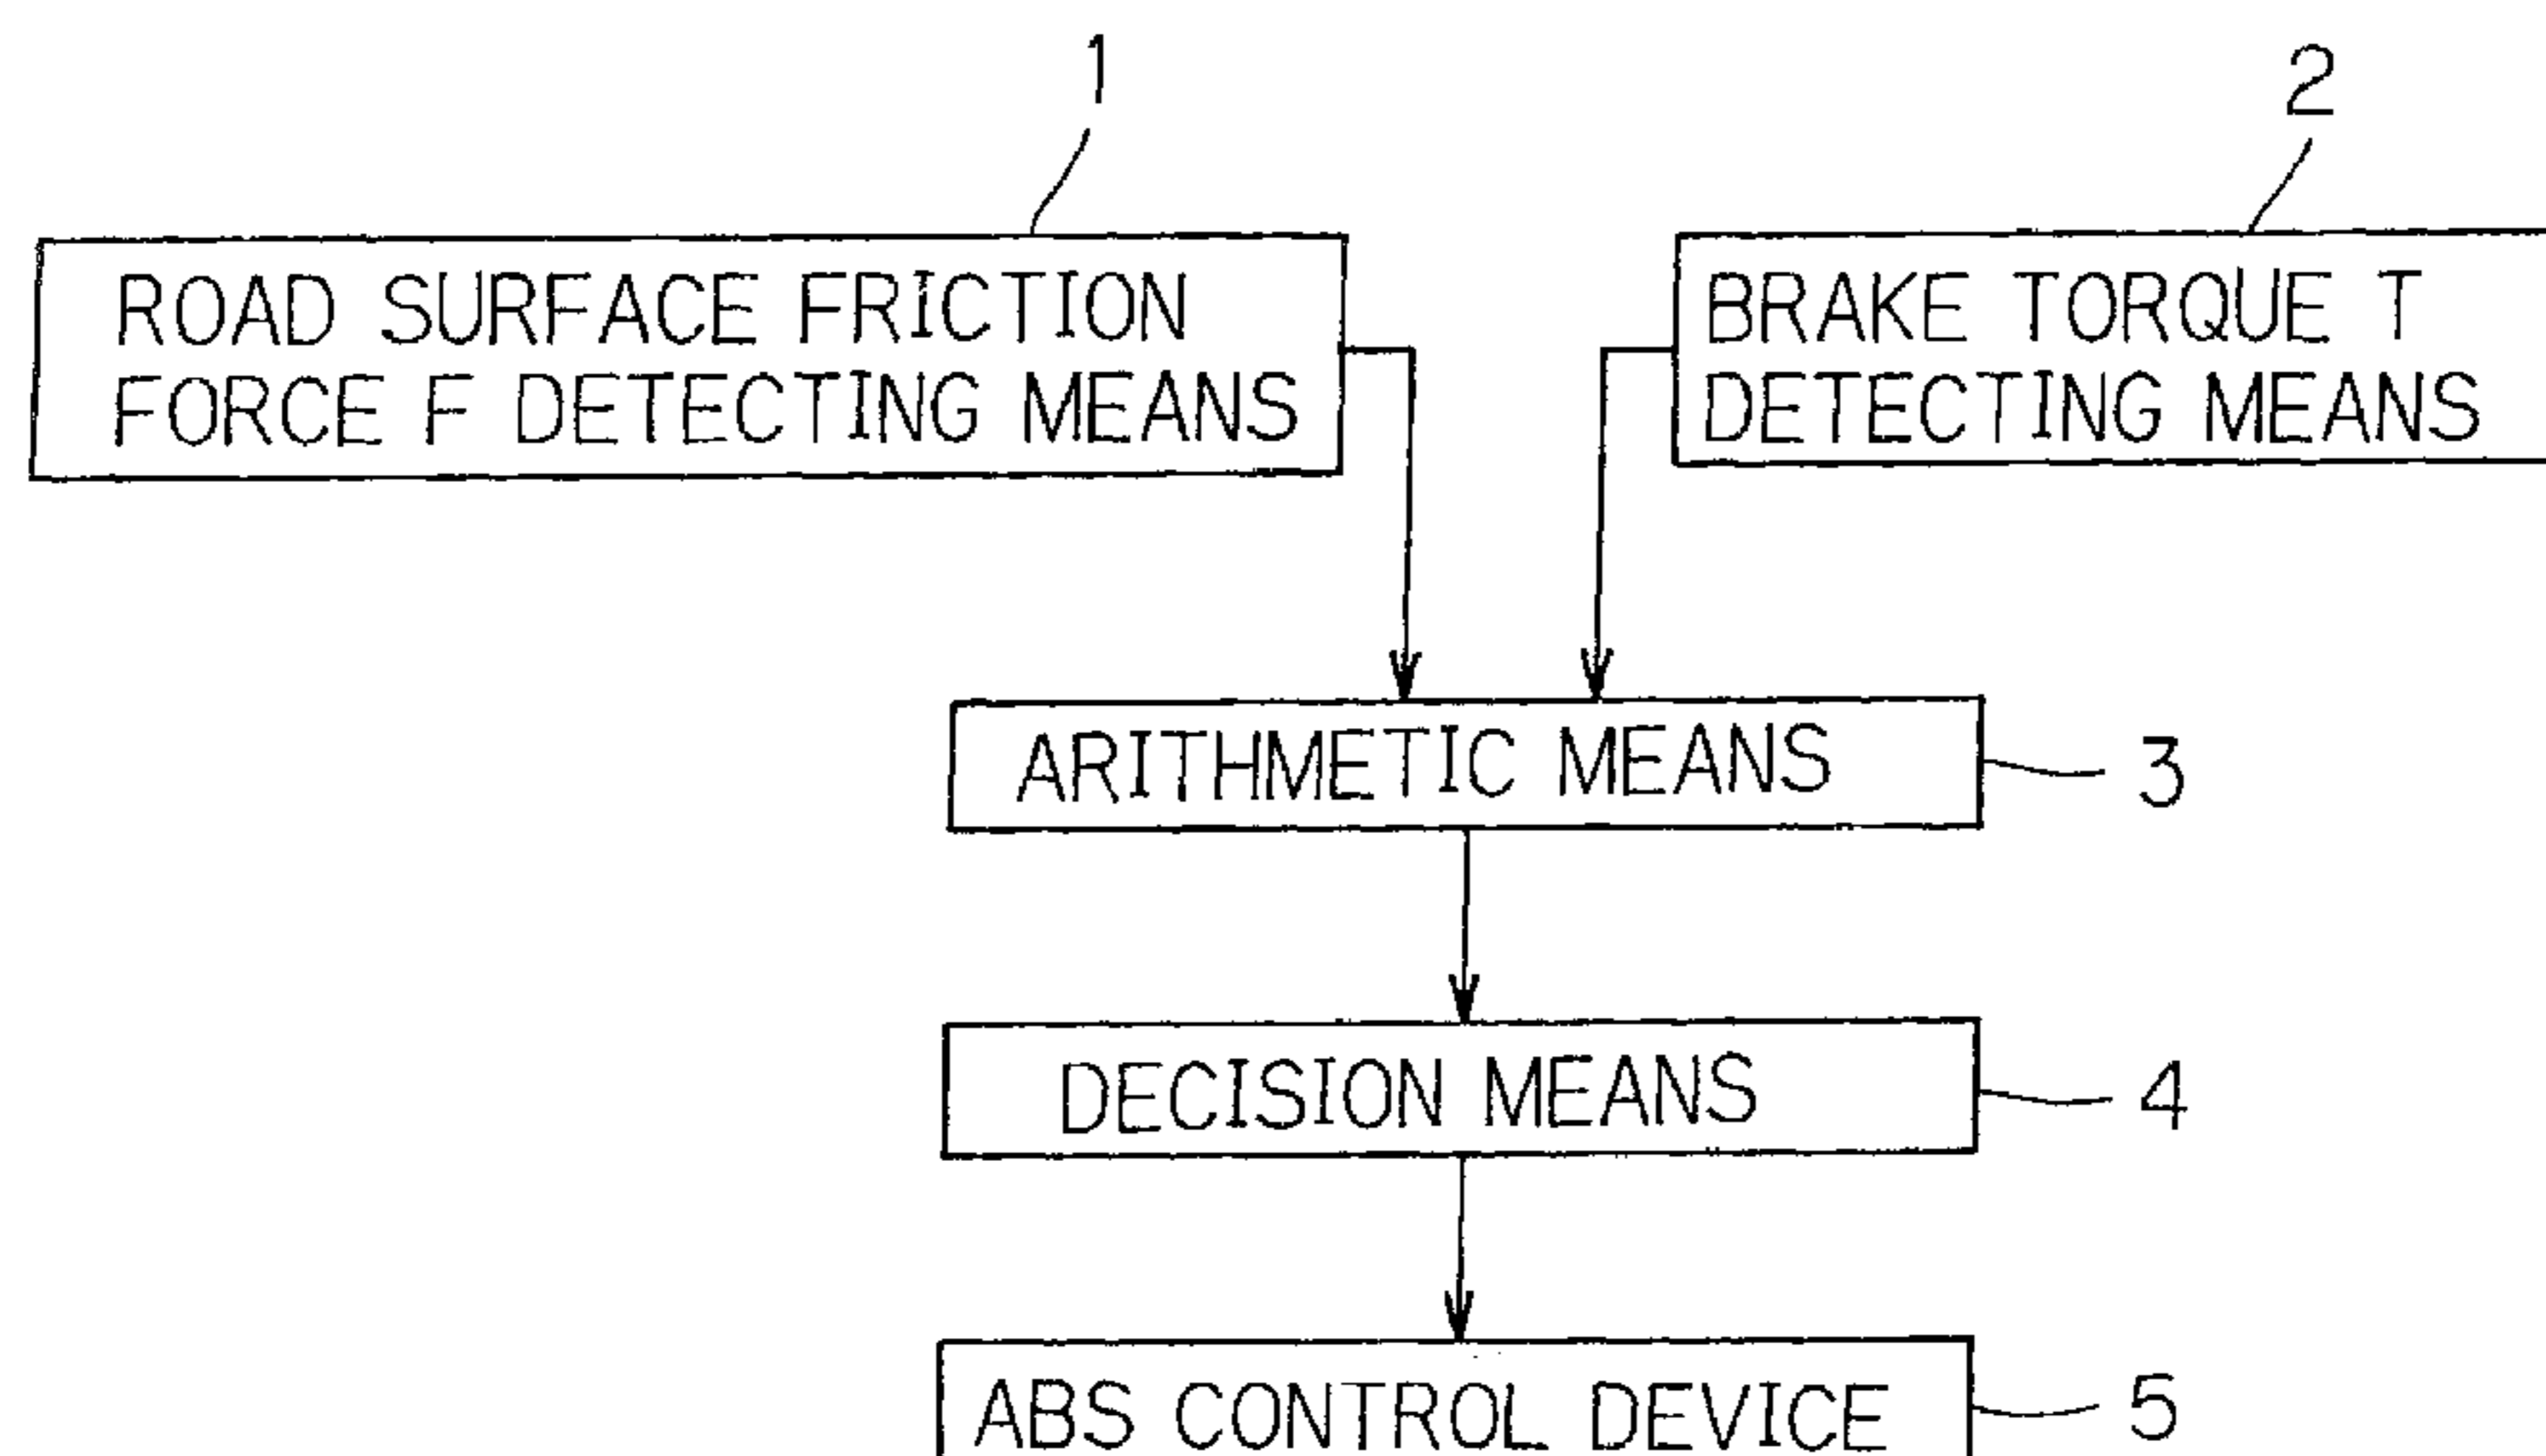 1
2
ROAD SURFACE FRICTION
FORCE F DETECTING MEANS
BRAKE TORQUE T
DETECTING MEANS
ARITHMETIC MEANS
3
DECISION MEANS
4
ABS CONTROL DEVICE
5